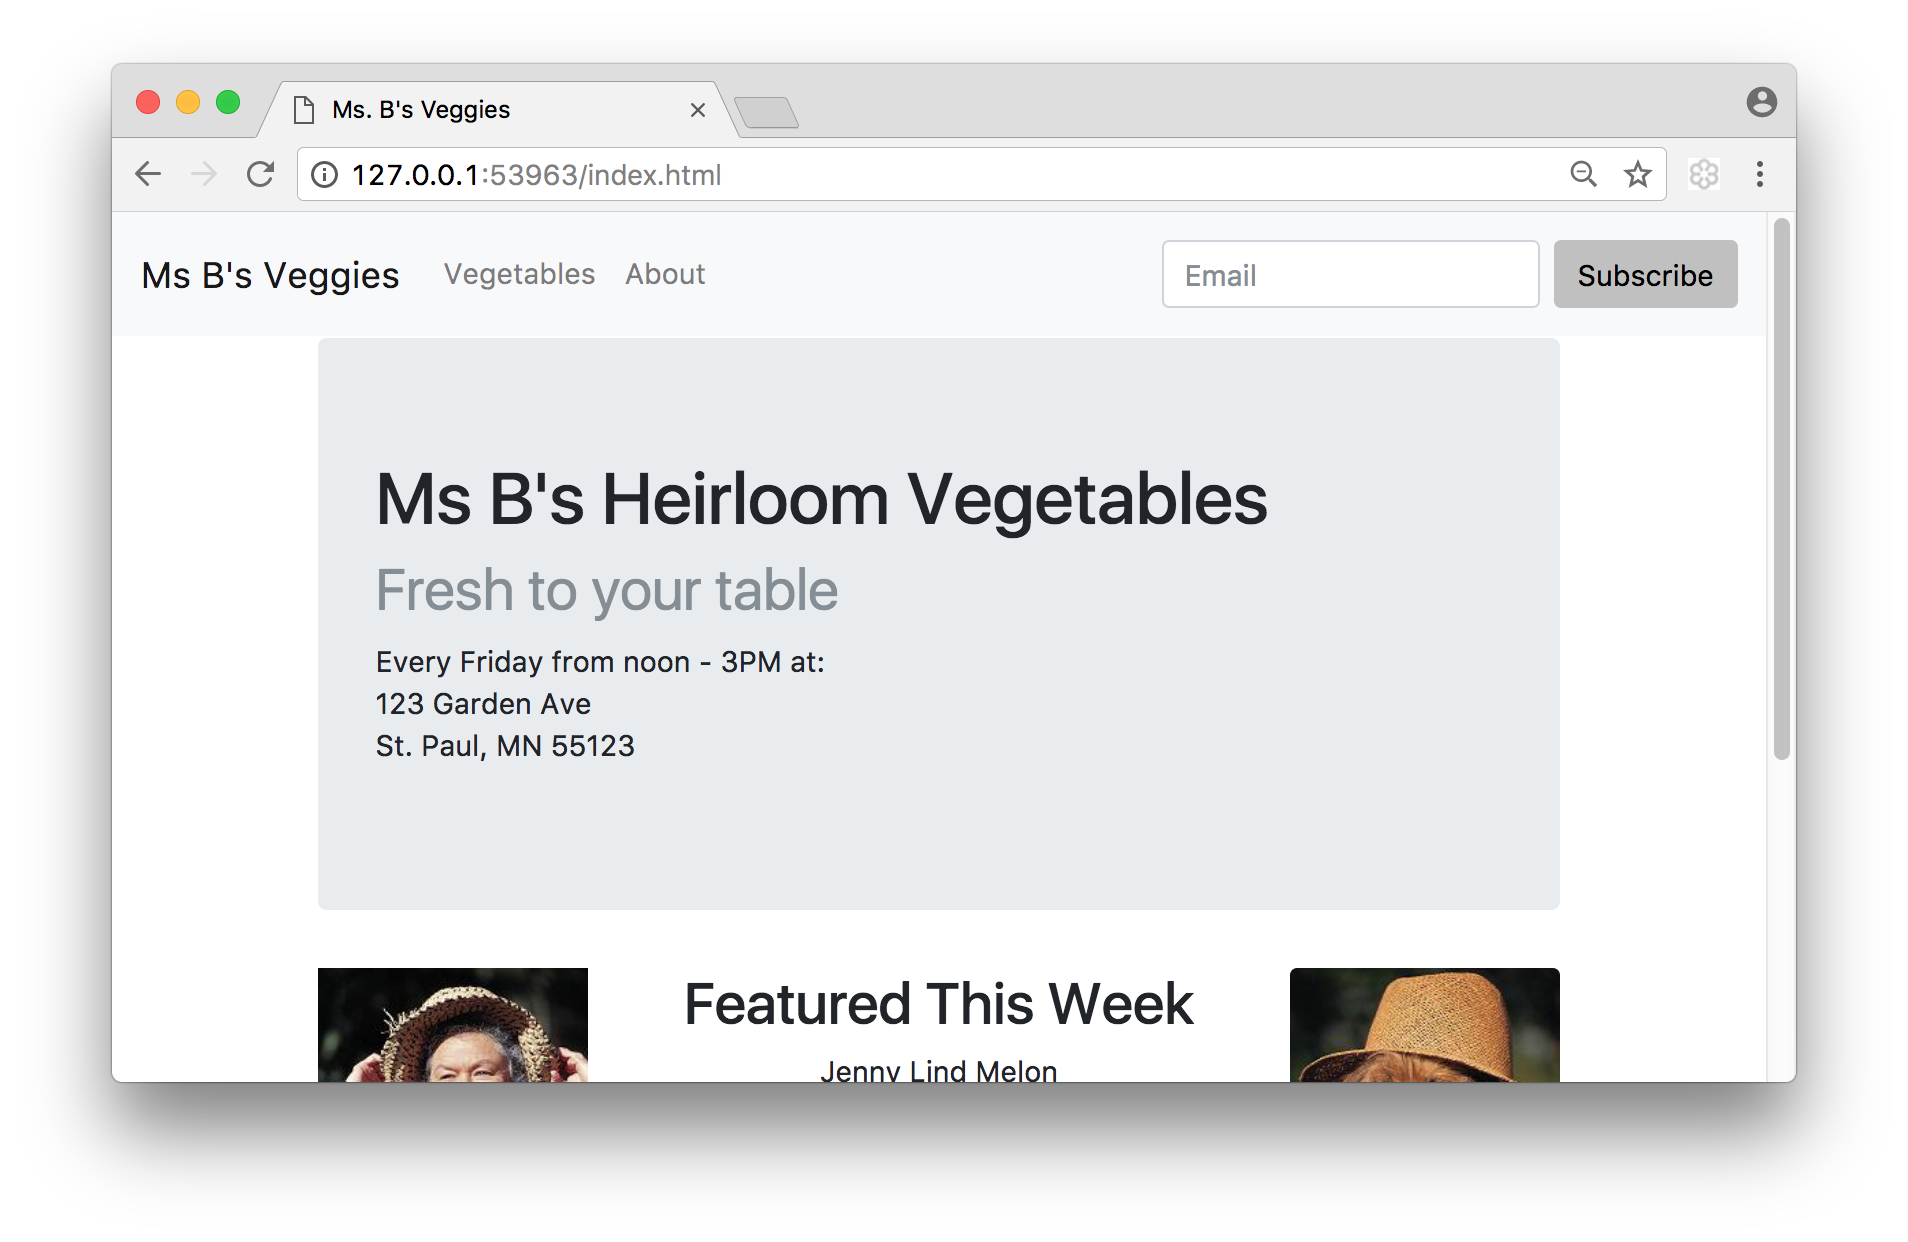 Ms. B's Veggies
127.0.0.1:53963/index.html
Ms B's Veggies Vegetables About Email Subscribe
Ms B's Heirloom Vegetables
Fresh to your table
Every Friday from noon - 3PM at:
123 Garden Ave
St. Paul, MN 55123
Featured This Week
Jenny Lind Melon